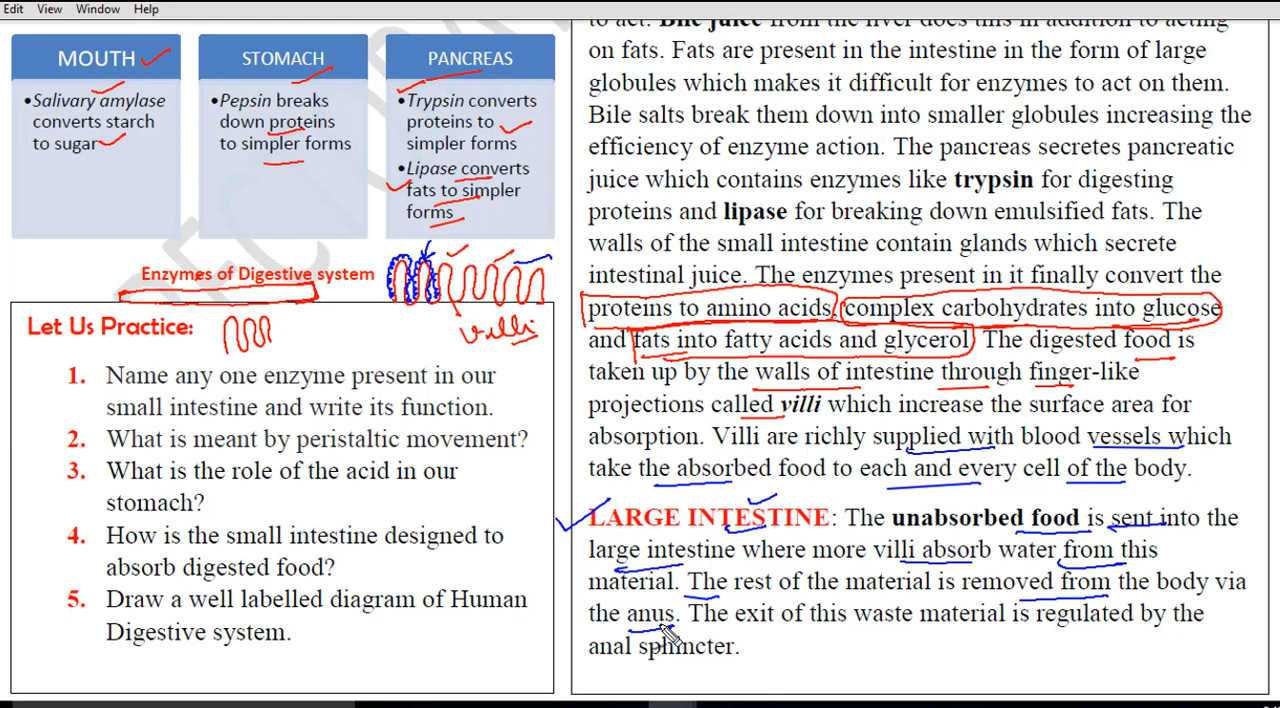 Edit View Window Help
MOUTH
•Salivary amylase
converts starch
to sugar
STOMACH
•Pepsin breaks
down proteins
to simpler forms
PANCREAS
•Trypsin converts
proteins to
simpler forms
•Lipase converts
fats to simpler
forms
Enzymes of Digestive system
villi
Let Us Practice:
1. Name any one enzyme present in our
small intestine and write its function.
2. What is meant by peristaltic movement?
3. What is the role of the acid in our
stomach?
4. How is the small intestine designed to
absorb digested food?
5. Draw a well labelled diagram of Human
Digestive system.
to act. Bile juice from the liver does this in addition to acting
on fats. Fats are present in the intestine in the form of large
globules which makes it difficult for enzymes to act on them.
Bile salts break them down into smaller globules increasing the
efficiency of enzyme action. The pancreas secretes pancreatic
juice which contains enzymes like trypsin for digesting
proteins and lipase for breaking down emulsified fats. The
walls of the small intestine contain glands which secrete
intestinal juice. The enzymes present in it finally convert the
proteins to amino acids, complex carbohydrates into glucose
and fats into fatty acids and glycerol. The digested food is
taken up by the walls of intestine through finger-like
projections called villi which increase the surface area for
absorption. Villi are richly supplied with blood vessels which
take the absorbed food to each and every cell of the body.
LARGE INTESTINE: The unabsorbed food is sent into the
large intestine where more villi absorb water from this
material. The rest of the material is removed from the body via
the anus. The exit of this waste material is regulated by the
anal sphincter.